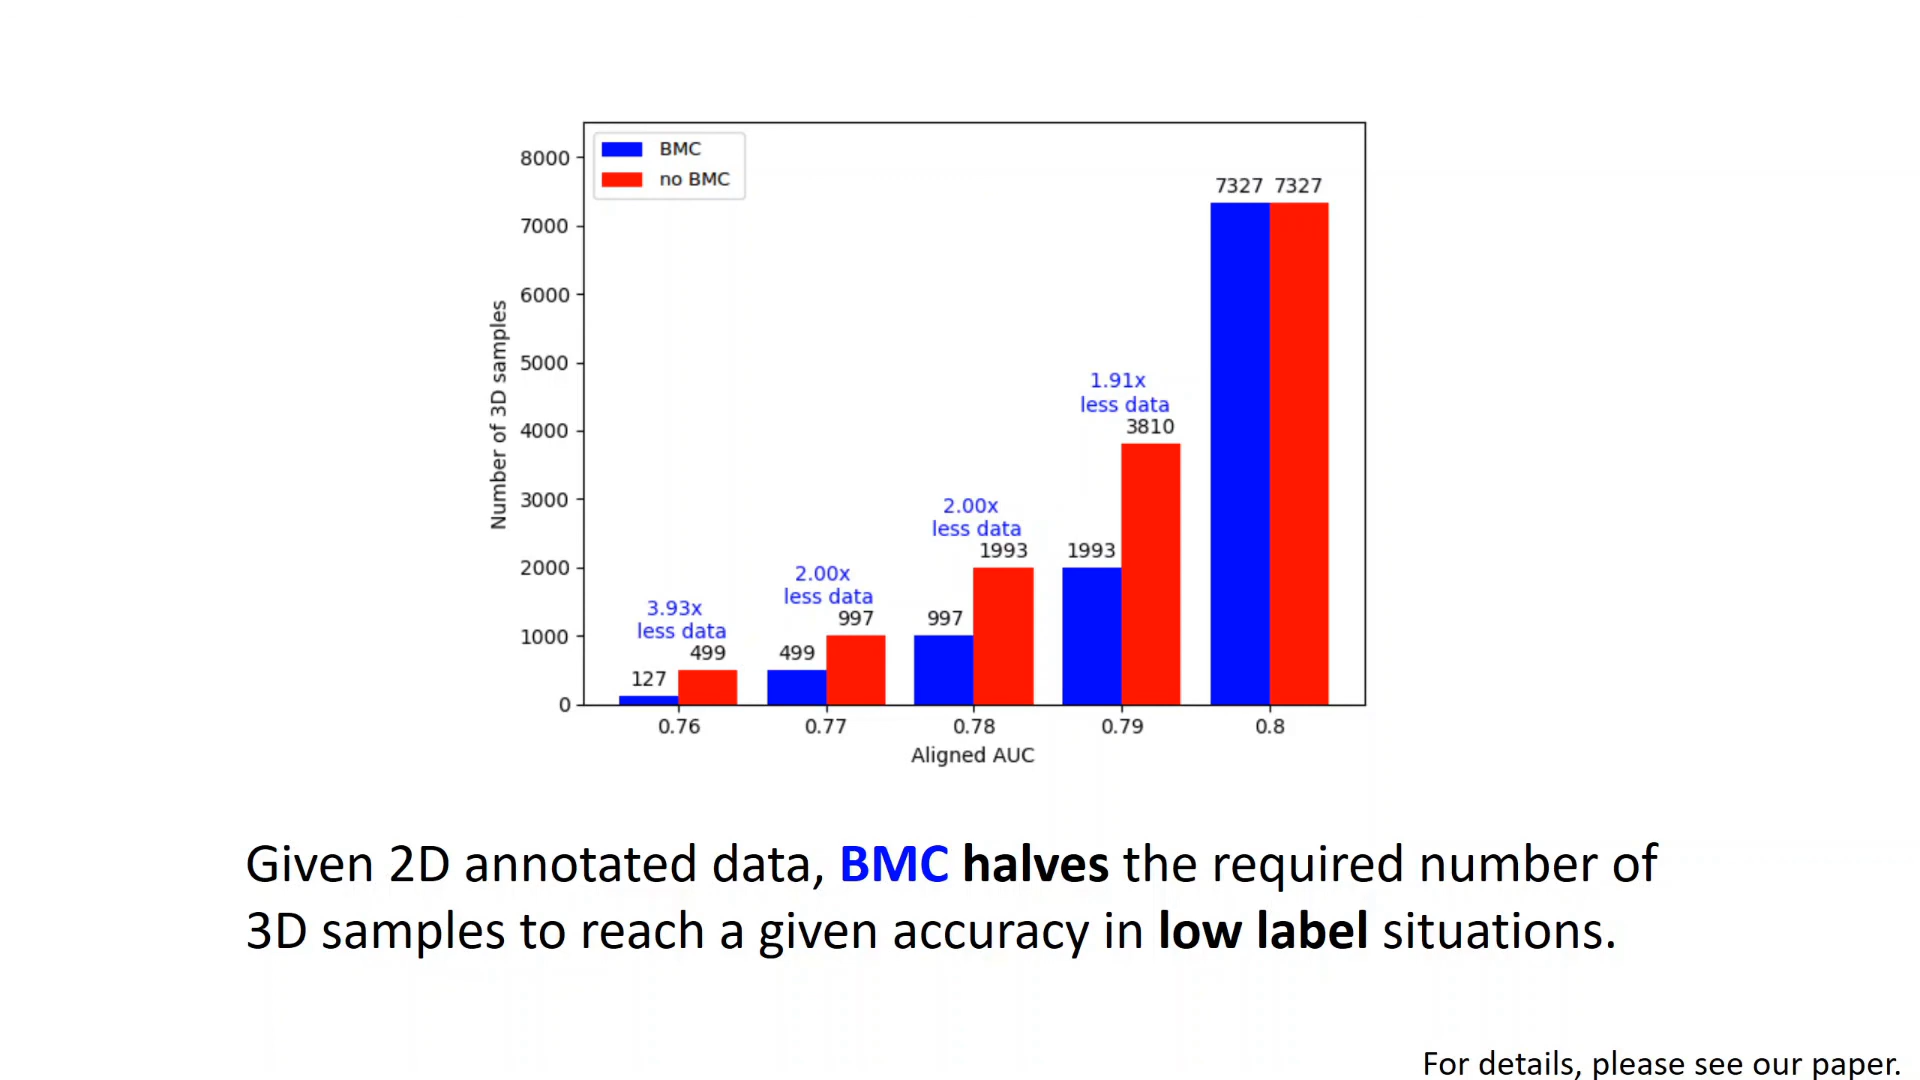 BMC
no BMC
8000
7000
6000
5000
4000
3000
2000
1000
0
Number of 3D samples
3.93x
less data
127
499
2.00x
less data
499
997
2.00x
less data
997
1993
1.91x
less data
1993
3810
7327
7327
0.76
0.77
0.78
0.79
0.8
Aligned AUC
Given 2D annotated data, BMC halves the required number of
3D samples to reach a given accuracy in low label situations.
For details, please see our paper.